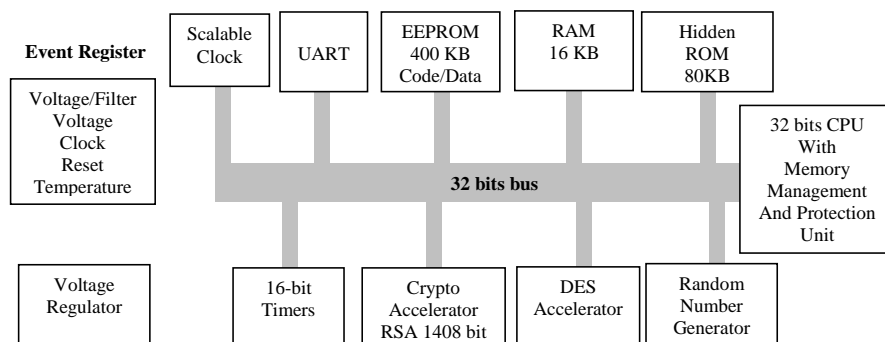 Event Register
Voltage/Filter
Voltage
Clock
Reset
Temperature
Scalable
Clock
UART
EEPROM
400 KB
Code/Data
RAM
16 KB
Hidden
ROM
80KB
32 bits CPU
With
Memory
Management
And Protection
Unit
32 bits bus
Voltage
Regulator
16-bit
Timers
Crypto
Accelerator
RSA 1408 bit
DES
Accelerator
Random
Number
Generator